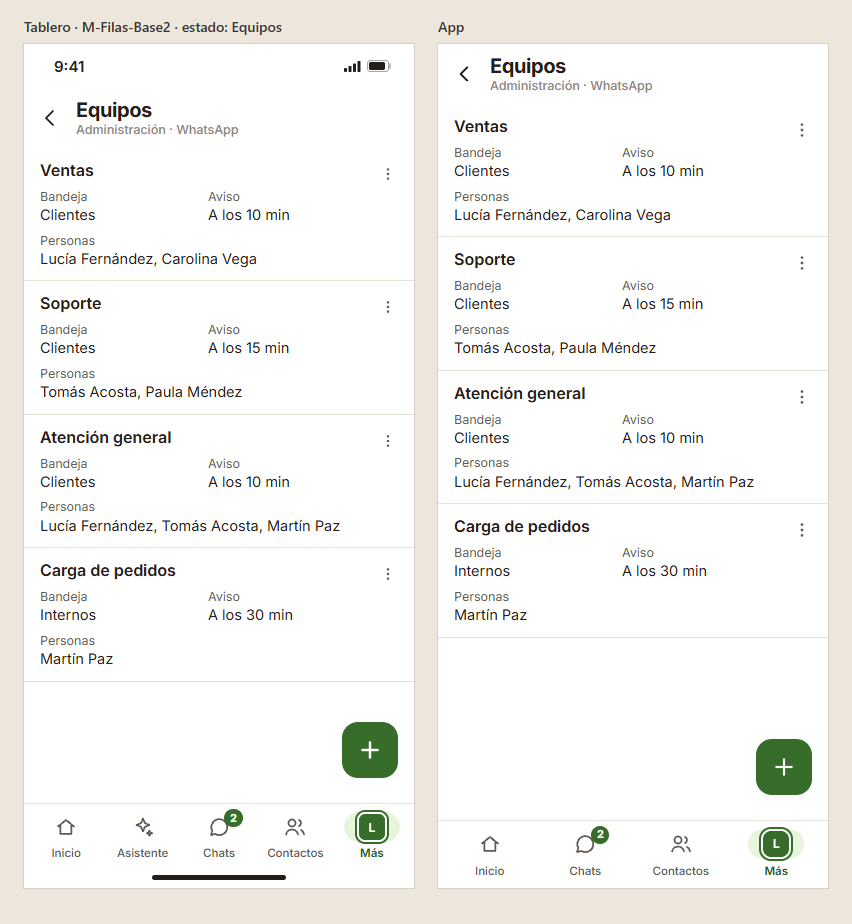 Tablero · M-Filas-Base2 · estado: Equipos
9:41
Equipos
Administración · WhatsApp
Ventas
Bandeja Aviso
Clientes A los 10 min
Personas
Lucía Fernández, Carolina Vega
Soporte
Bandeja Aviso
Clientes A los 15 min
Personas
Tomás Acosta, Paula Méndez
Atención general
Bandeja Aviso
Clientes A los 10 min
Personas
Lucía Fernández, Tomás Acosta, Martín Paz
Carga de pedidos
Bandeja Aviso
Internos A los 30 min
Personas
Martín Paz
2
L
Inicio Asistente Chats Contactos Más
App
Equipos
Administración · WhatsApp
Ventas
Bandeja Aviso
Clientes A los 10 min
Personas
Lucía Fernández, Carolina Vega
Soporte
Bandeja Aviso
Clientes A los 15 min
Personas
Tomás Acosta, Paula Méndez
Atención general
Bandeja Aviso
Clientes A los 10 min
Personas
Lucía Fernández, Tomás Acosta, Martín Paz
Carga de pedidos
Bandeja Aviso
Internos A los 30 min
Personas
Martín Paz
2
L
Inicio Chats Contactos Más